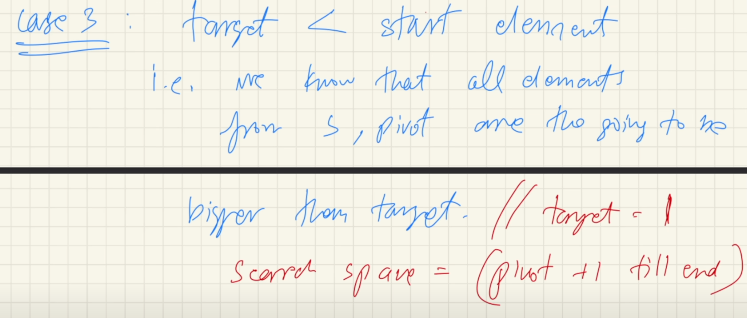 case 3 : target < start element
i.e. we know that all elements
from s, pivot are the going to be
bigger than target. // target = 1
search space = (pivot +1 till end)